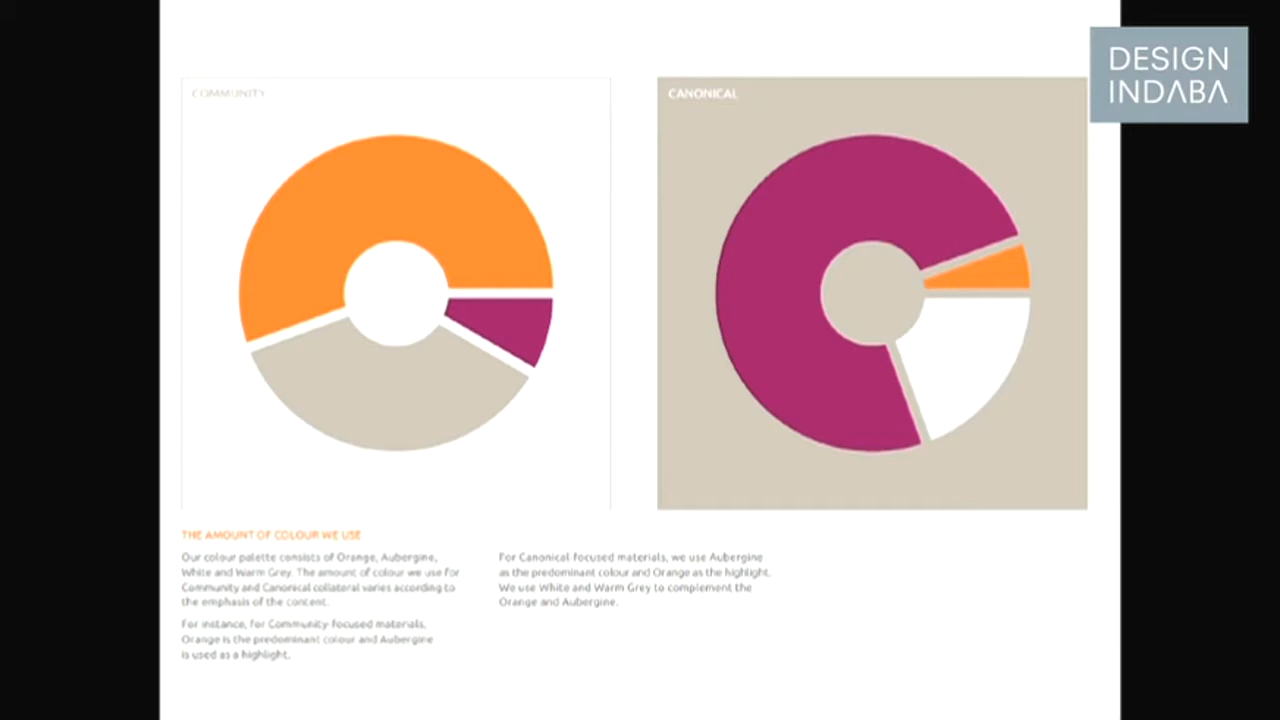 COMMUNITY
CANONICAL
DESIGN
INDABA
THE AMOUNT OF COLOUR WE USE
Our colour palette consists of Orange, Aubergine,
White and Warm Grey. The amount of colour we use for
Community and Canonical collateral varies according to
the emphasis of the content.
For instance, for Community-focused materials,
Orange is the predominant colour and Aubergine
is used as a highlight.
For Canonical-focused materials, we use Aubergine
as the predominant colour and Orange as the highlight.
We use White and Warm Grey to complement the
Orange and Aubergine.